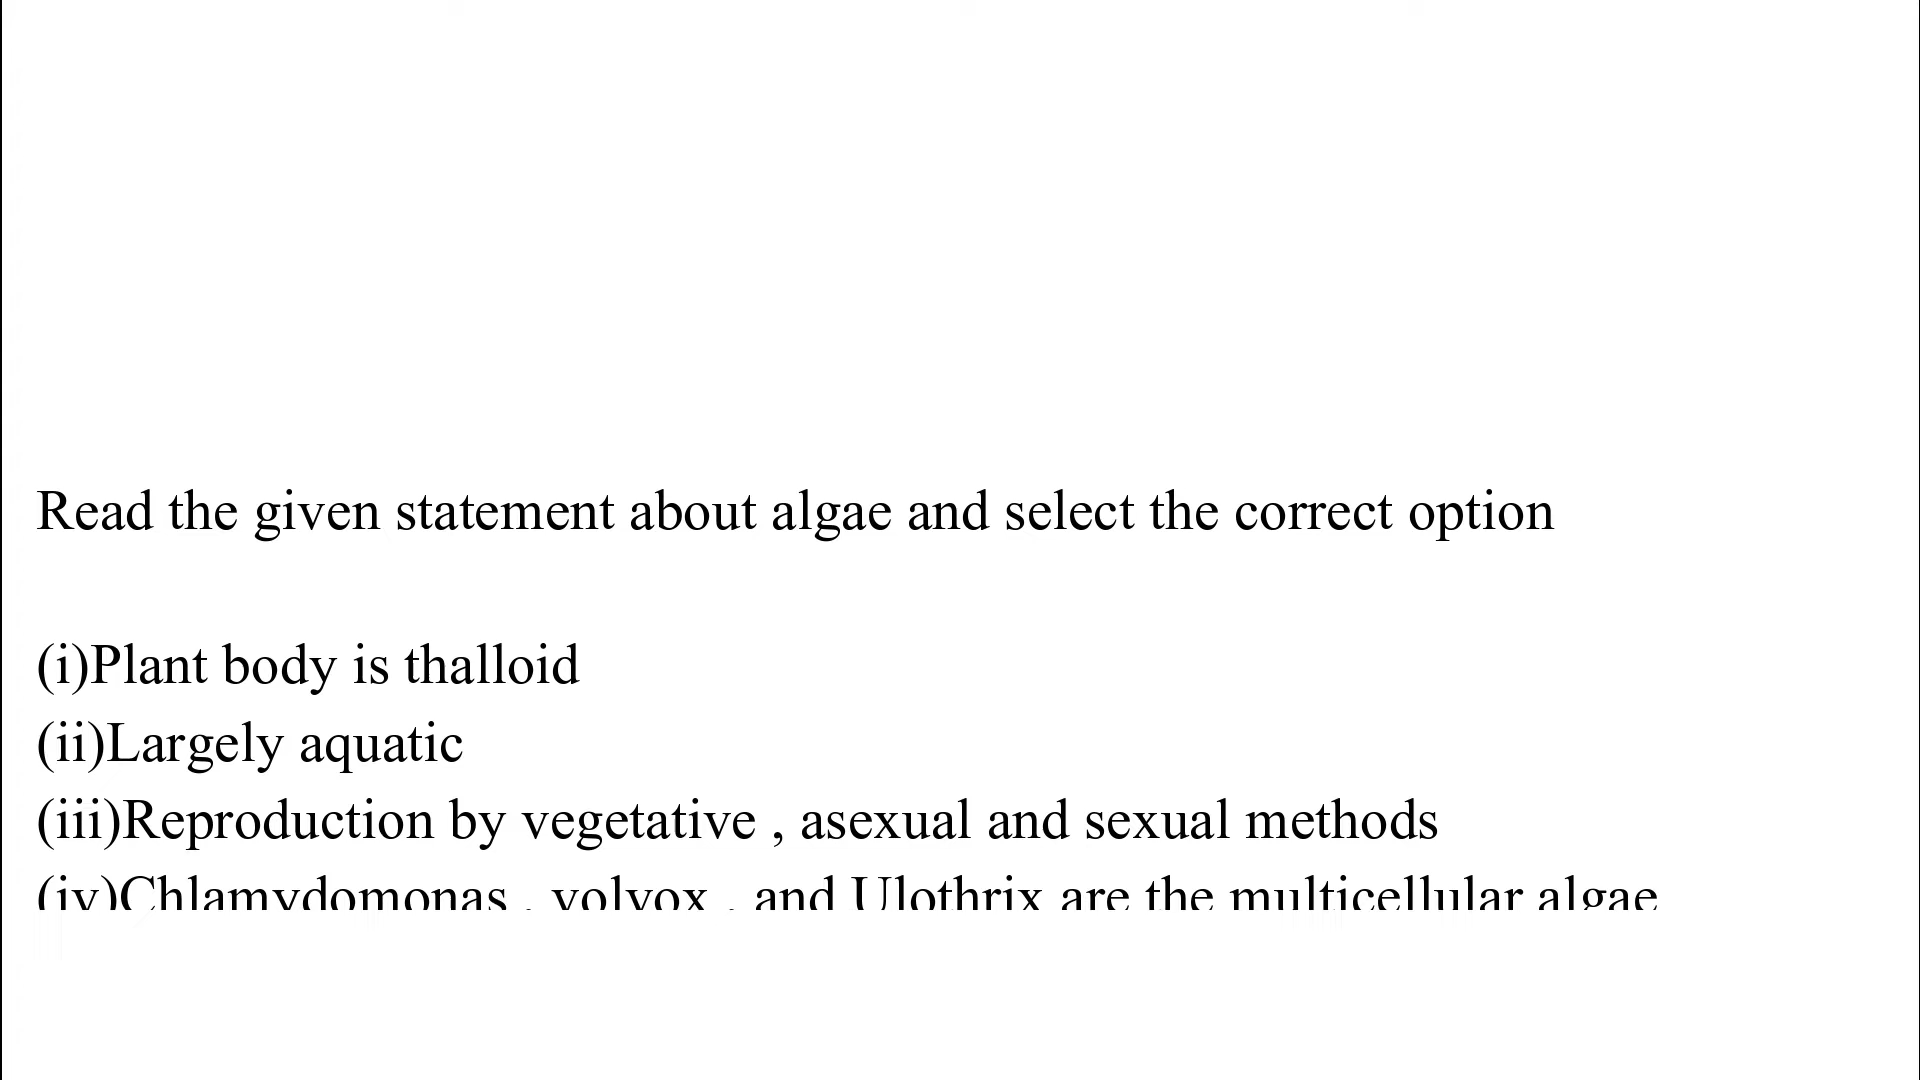 Read the given statement about algae and select the correct option
(i)Plant body is thalloid
(ii)Largely aquatic
(iii)Reproduction by vegetative , asexual and sexual methods
(iv)Chlamydomonas , volvox , and Ulothrix are the multicellular algae